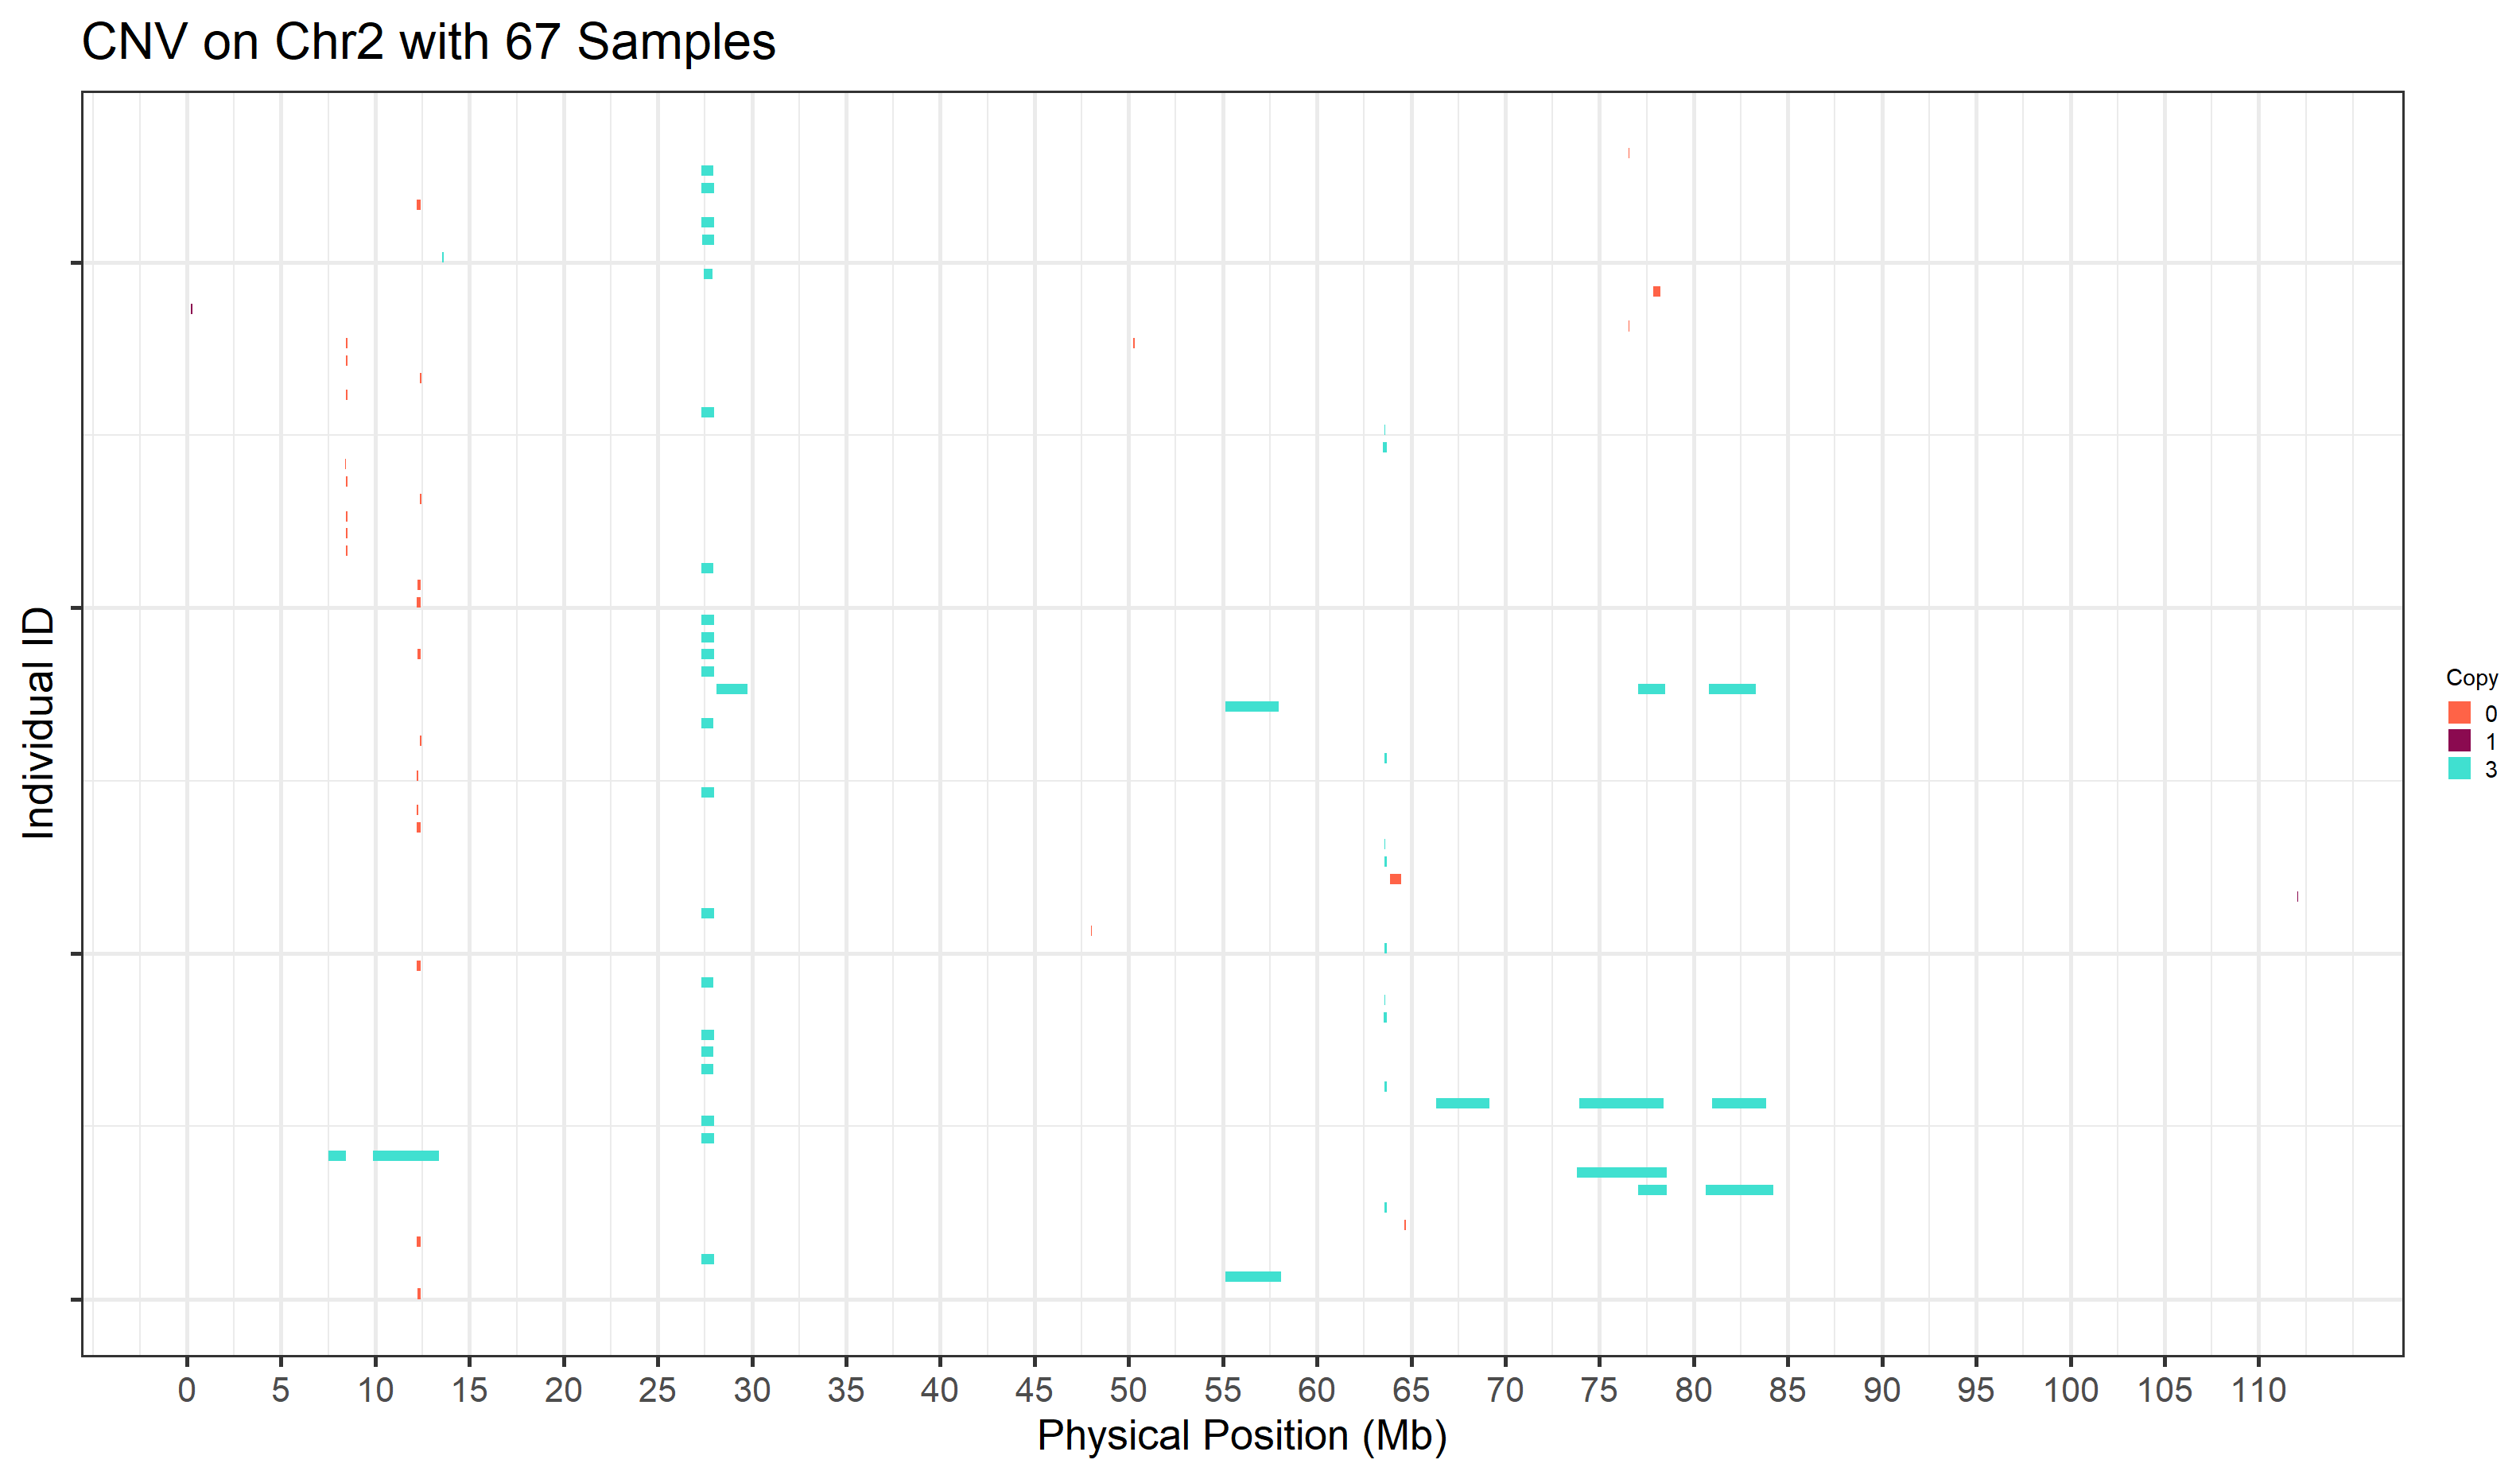 CNV on Chr2 with 67 Samples
Individual ID
Copy
0
1
3
0 5 10 15 20 25 30 35 40 45 50 55 60 65 70 75 80 85 90 95 100 105 110
Physical Position (Mb)